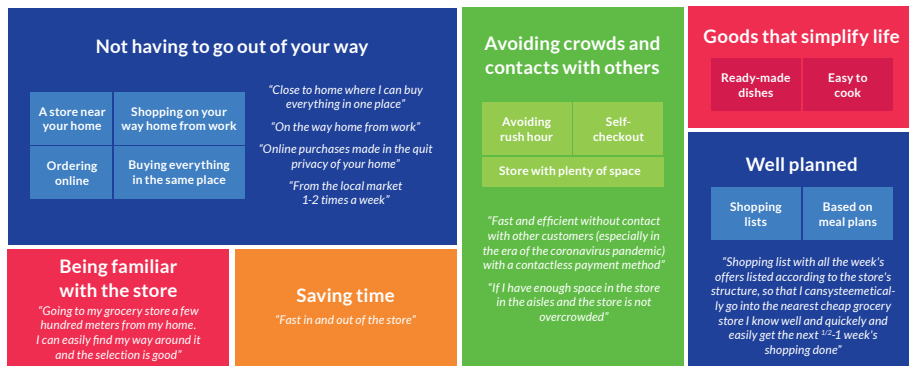 Not having to go out of your way
A store near
your home
Shopping on your
way home from work
Ordering
online
Buying everything
in the same place
“Close to home where I can buy
everything in one place”
“On the way home from work”
“Online purchases made in the quit
privacy of your home”
“From the local market
1-2 times a week”
Being familiar
with the store
“Going to my grocery store a few
hundred meters from my home.
I can easily find my way around it
and the selection is good”
Saving time
“Fast in and out of the store”
Avoiding crowds and
contacts with others
Avoiding
rush hour
Self-
checkout
Store with plenty of space
“Fast and efficient without contact
with other customers (especially in
the era of the coronavirus pandemic)
with a contactless payment method”
“If I have enough space in the store
in the aisles and the store is not
overcrowded”
Goods that simplify life
Ready-made
dishes
Easy to
cook
Well planned
Shopping
lists
Based on
meal plans
“Shopping list with all the week’s
offers listed according to the store’s
structure, so that I cansysteemetical-
ly go into the nearest cheap grocery
store I know well and quickly and
easily get the next 1/2-1 week’s
shopping done”